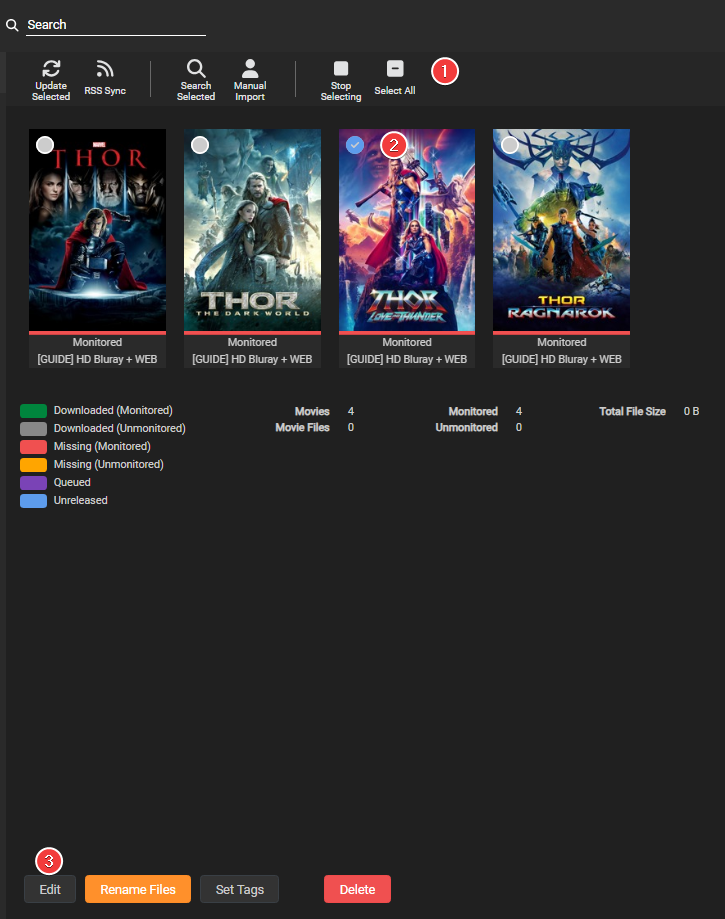 Search
Update
Selected
RSS Sync
Search
Selected
Manual
Import
Stop
Selecting
Select All
1
2
MARVEL
THOR
THOR
THE DARK WORLD
THOR
LOVE AND THUNDER
THOR
RAGNAROK
Monitored
[GUIDE] HD Bluray + WEB
Monitored
[GUIDE] HD Bluray + WEB
Monitored
[GUIDE] HD Bluray + WEB
Monitored
[GUIDE] HD Bluray + WEB
Downloaded (Monitored)
Downloaded (Unmonitored)
Missing (Monitored)
Missing (Unmonitored)
Queued
Unreleased
Movies 4
Movie Files 0
Monitored 4
Unmonitored 0
Total File Size 0 B
3
Edit
Rename Files
Set Tags
Delete